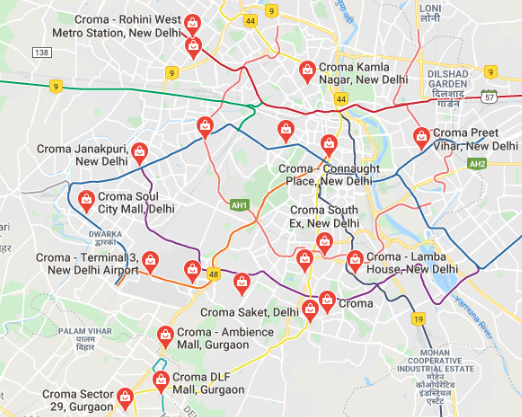 LONI
लोनी
Croma - Rohini West
Metro Station, New Delhi
138
9
9
9
44
Croma Kamla
Nagar, New Delhi
DILSHAD
GARDEN
दिलशाद
गार्डन
44
57
Croma Preet
Vihar, New Delhi
AH2
Croma Janakpuri,
New Delhi
Croma - Connaught
Place, New Delhi
Croma Soul
City Mall, Delhi
AH1
Croma South
Ex, New Delhi
DWARKA
द्वारका
Croma - Terminal 3,
New Delhi Airport
48
Croma - Lamba
House, New Delhi
Croma
Croma Saket, Delhi
Yamuna River
19
PALAM VIHAR
पालम
विहार
Croma - Ambience
Mall, Gurgaon
MOHAN
COOPERATIVE
INDUSTRIAL ESTATE
मोहन
कोओपरेटिव
इंडस्ट्रियल
एस्टेट
Croma DLF
Mall, Gurgaon
Croma Sector
29, Gurgaon